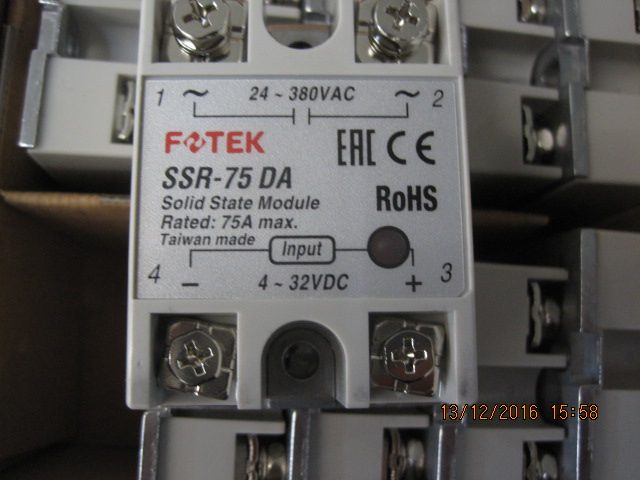 1 ~ 24 ~ 380VAC ~ 2
FOTEK EAC CE
SSR-75 DA
Solid State Module RoHS
Rated: 75A max.
Taiwan made
Input
4 − 4 ~ 32VDC + 3
13/12/2016 15:58